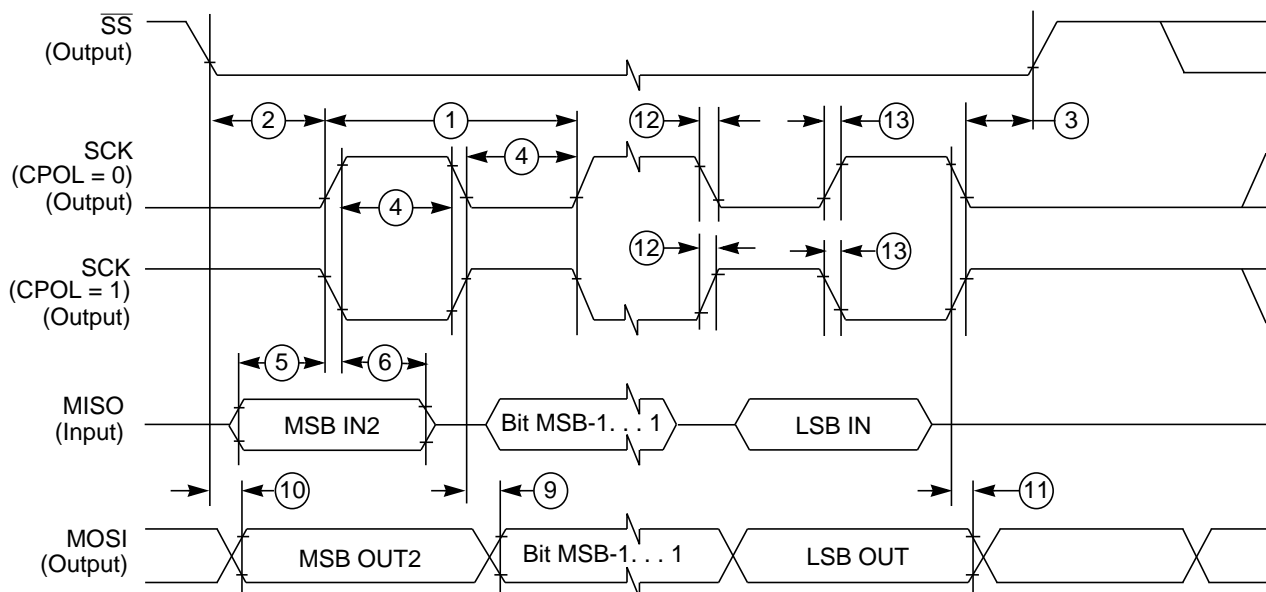 SS
(Output)
2
1
12
13
3
SCK
(CPOL = 0)
(Output)
4
4
SCK
(CPOL = 1)
(Output)
12
13
5
6
MISO
(Input)
MSB IN2
Bit MSB-1. . . 1
LSB IN
10
9
11
MOSI
(Output)
MSB OUT2
Bit MSB-1. . . 1
LSB OUT